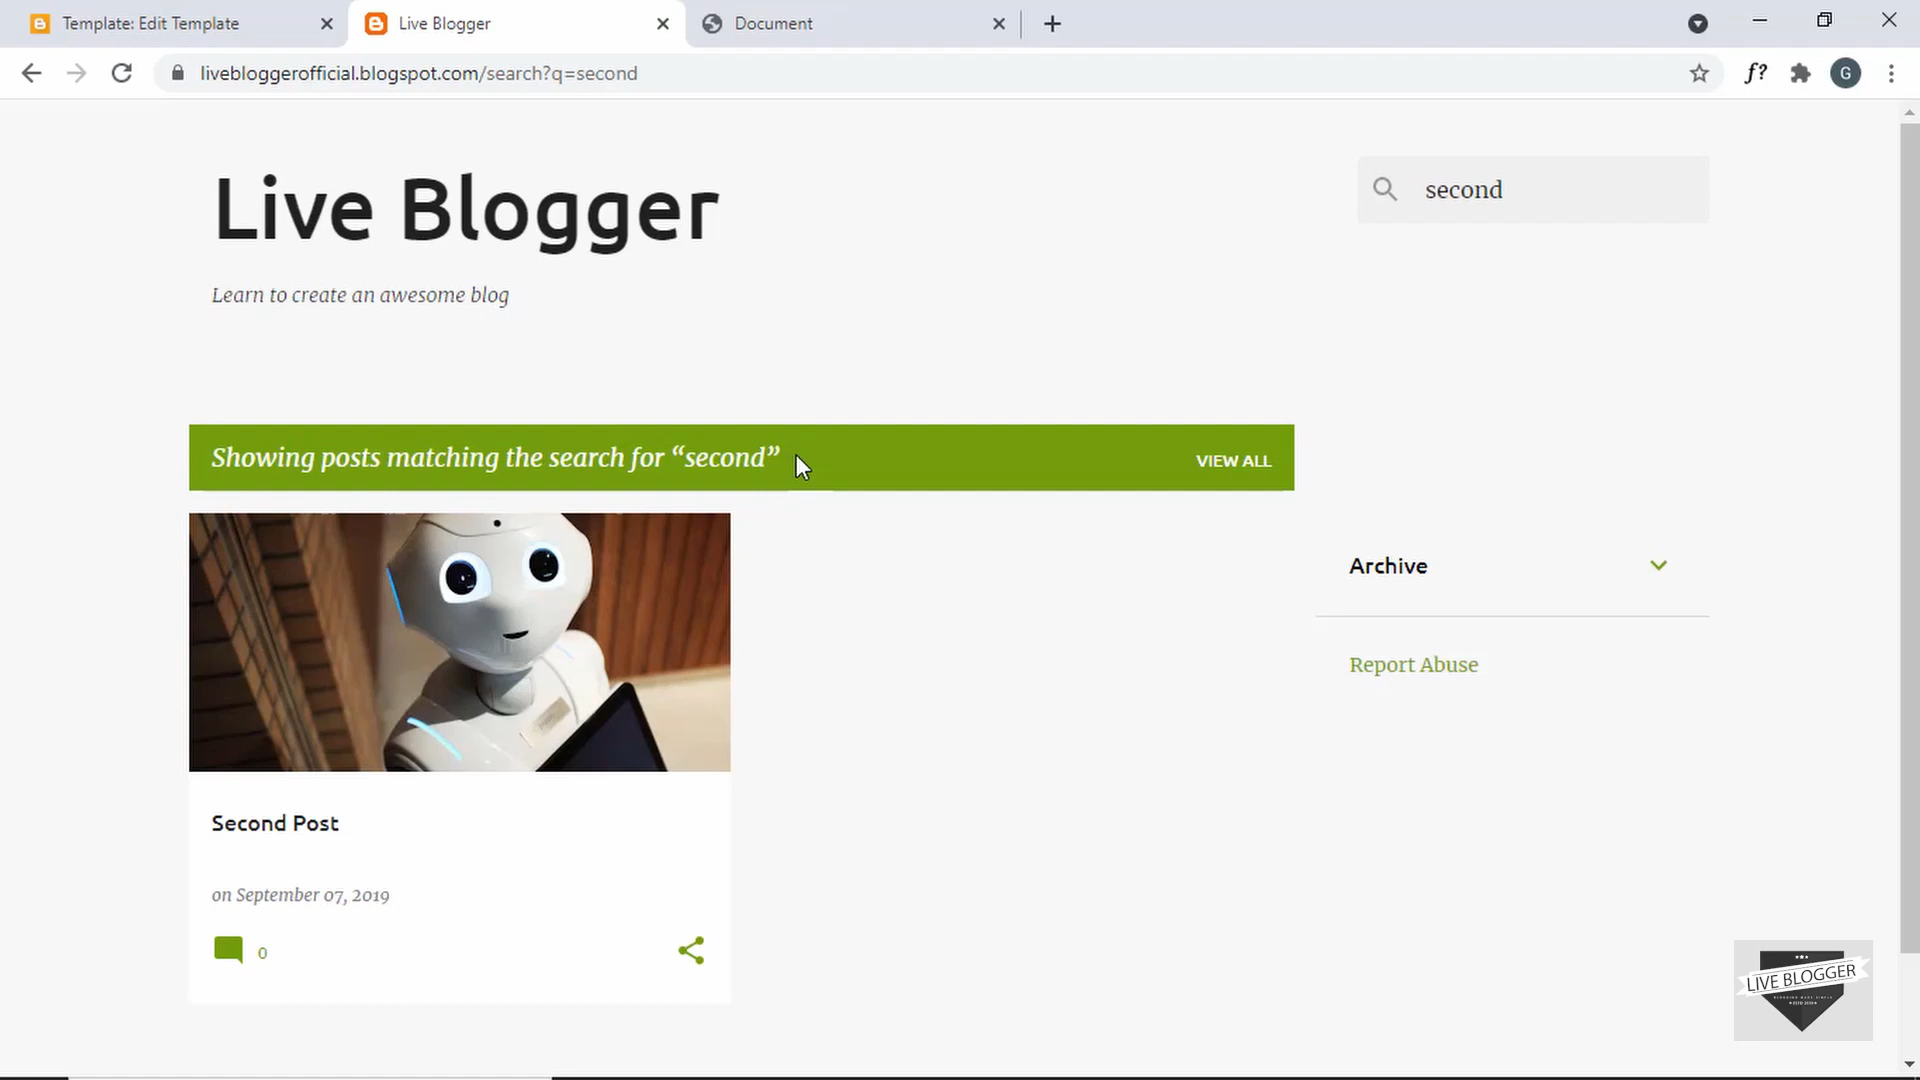 Template: Edit Template
Live Blogger
Document
livebloggerofficial.blogspot.com/search?q=second
f?
G
Live Blogger
second
Learn to create an awesome blog
Showing posts matching the search for “second”
VIEW ALL
Archive
Report Abuse
Second Post
on September 07, 2019
0
LIVE BLOGGER